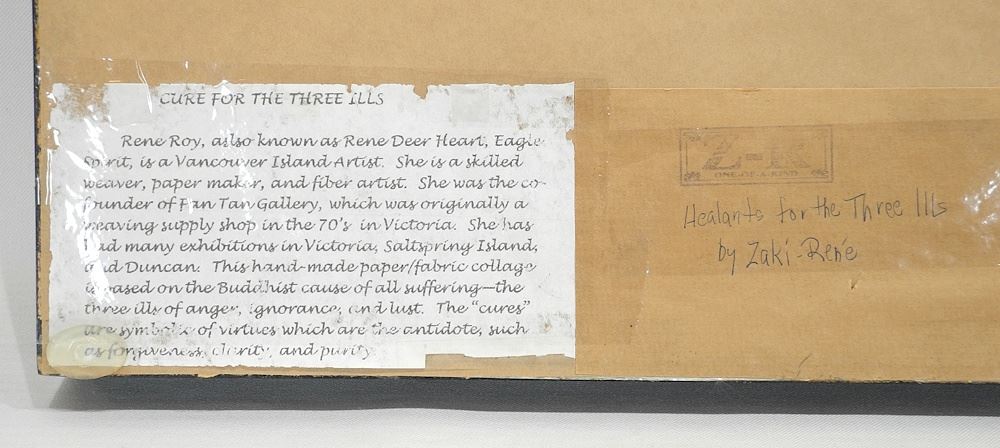 CURE FOR THE THREE ILLS
Rene Roy, aslso known as Rene Deer Heart, Eagle
Spirit, is a Vancouver Island Artist. She is a skilled
weaver, paper maker, and fiber artist. She was the co-
founder of Fan Tan Gallery, which was originally a
weaving supply shop in the 70's in Victoria. She has
had many exhibitions in Victoria, Saltspring Island,
and Duncan. This hand-made paper/fabric collage
is based on the Buddhist cause of all suffering—the
three ills of anger, ignorance, and lust. The "cures"
are symbolic of virtues which are the antidote, such
as forgiveness, clarity, and purity.
Z-R
ONE-OF-A-KIND
Healants for the Three Ills
by Zaki-René